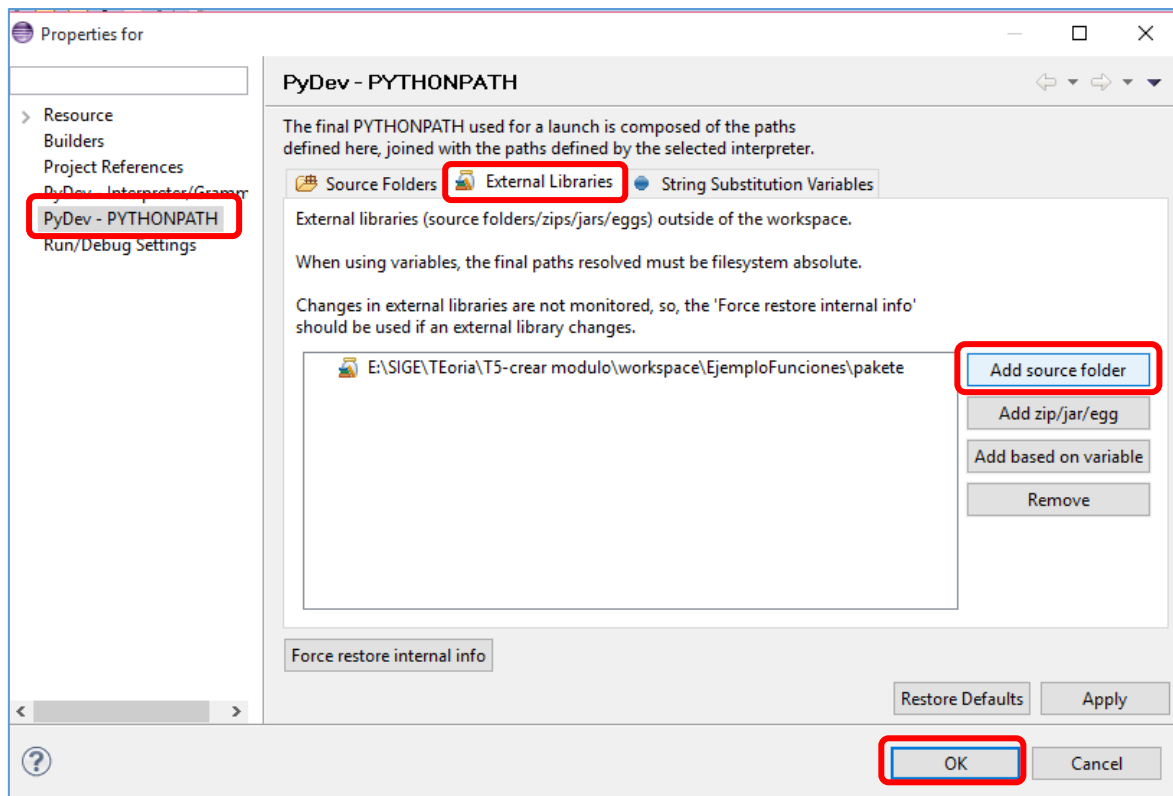 Properties for
Resource
Builders
Project References
PyDev - Interpreter/Gramm
PyDev - PYTHONPATH
Run/Debug Settings
PyDev - PYTHONPATH
The final PYTHONPATH used for a launch is composed of the paths
defined here, joined with the paths defined by the selected interpreter.
Source Folders External Libraries String Substitution Variables
External libraries (source folders/zips/jars/eggs) outside of the workspace.
When using variables, the final paths resolved must be filesystem absolute.
Changes in external libraries are not monitored, so, the 'Force restore internal info'
should be used if an external library changes.
E:\SIGE\TEoria\T5-crear modulo\workspace\EjemploFunciones\pakete
Add source folder
Add zip/jar/egg
Add based on variable
Remove
Force restore internal info
Restore Defaults Apply
OK Cancel